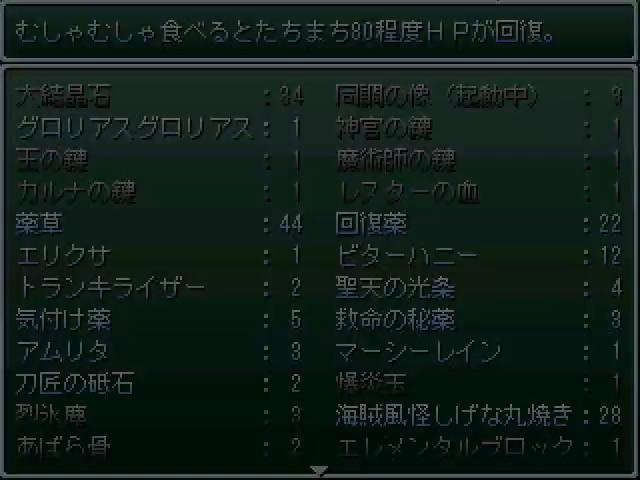 むしゃむしゃ食べるとたちまち80程度ＨＰが回復。
大結晶石 : 34 同調の像（起動中） : 9
グロリアスグロリアス : 1 神官の鍵 : 1
王の鍵 : 1 魔術師の鍵 : 1
カルナの鍵 : 1 レスターの血 : 1
薬草 : 44 回復薬 : 22
エリクサ : 1 ビターハニー : 12
トランキライザー : 2 聖天の光条 : 4
気付け薬 : 5 救命の秘薬 : 3
アムリタ : 3 マーシーレイン : 1
刀匠の砥石 : 2 爆炎玉 : 1
: 3 海賊風怪しげな丸焼き : 28
あばら骨 : 2 エレメンタルブロック : 1